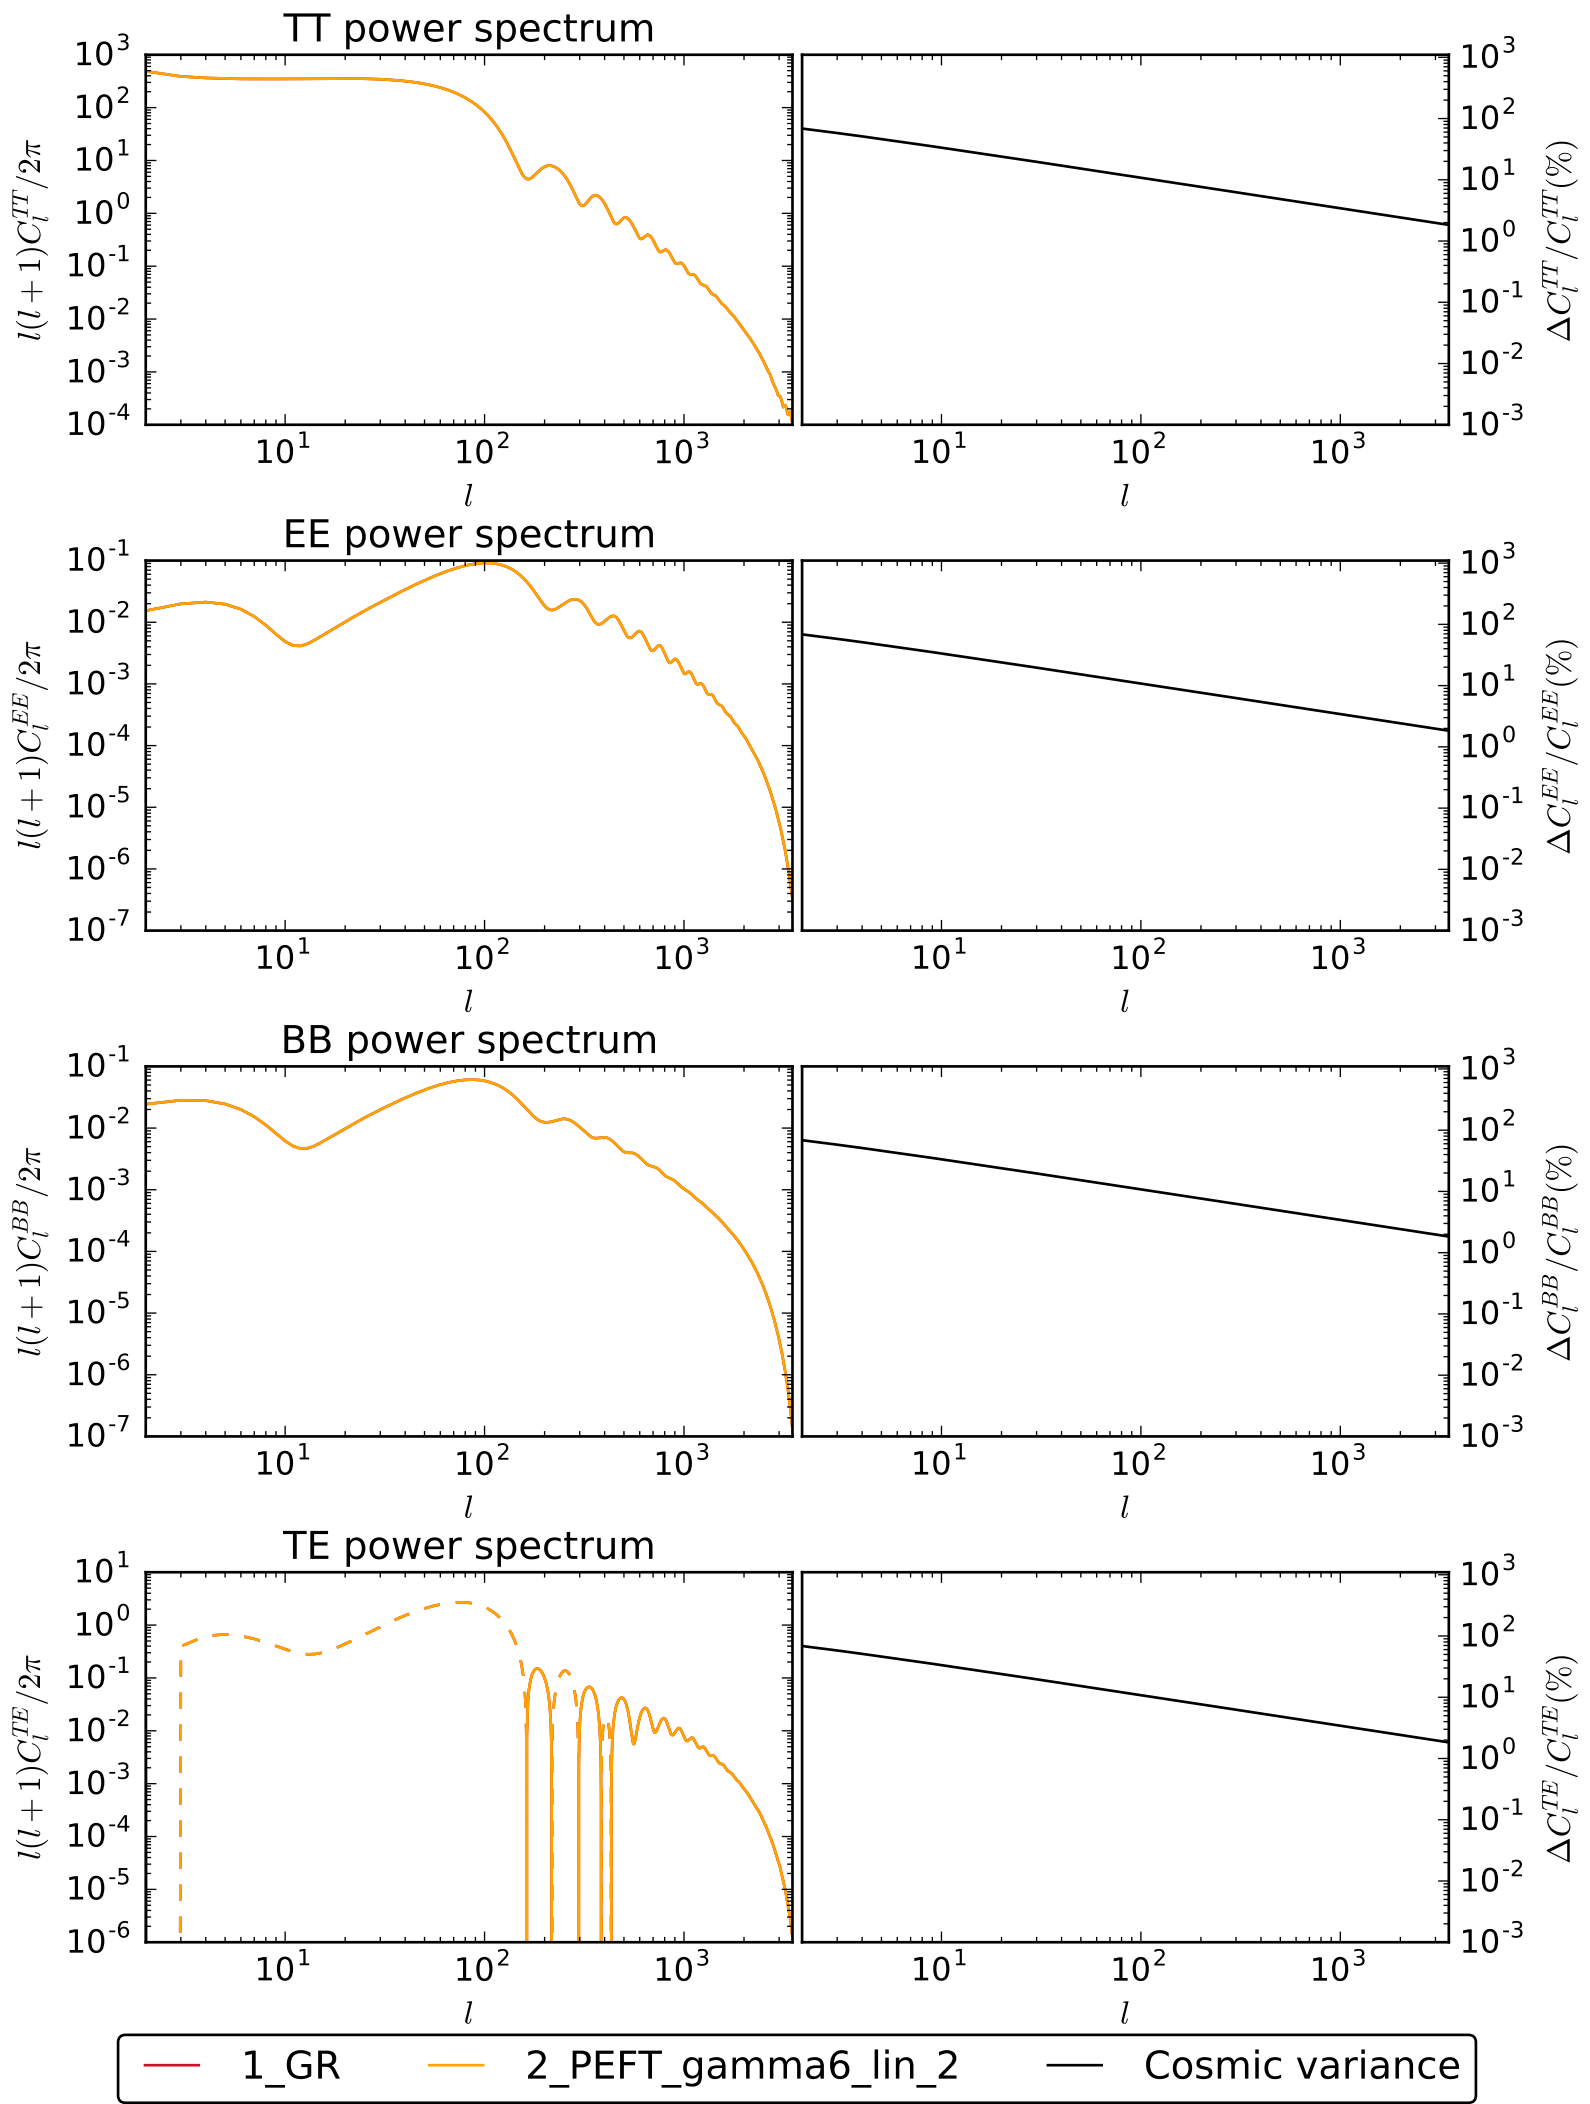 TT power spectrum
10^3
10^2
10^1
10^0
10^-1
10^-2
10^-3
10^-4
l(l + 1)C_l^{TT}/2π
10^1 10^2 10^3
l
10^3
10^2
10^1
10^0
10^-1
10^-2
10^-3
ΔC_l^{TT}/C_l^{TT}(%)
10^1 10^2 10^3
l
EE power spectrum
10^-1
10^-2
10^-3
10^-4
10^-5
10^-6
10^-7
l(l + 1)C_l^{EE}/2π
10^1 10^2 10^3
l
10^3
10^2
10^1
10^0
10^-1
10^-2
10^-3
ΔC_l^{EE}/C_l^{EE}(%)
10^1 10^2 10^3
l
BB power spectrum
10^-1
10^-2
10^-3
10^-4
10^-5
10^-6
10^-7
l(l + 1)C_l^{BB}/2π
10^1 10^2 10^3
l
10^3
10^2
10^1
10^0
10^-1
10^-2
10^-3
ΔC_l^{BB}/C_l^{BB}(%)
10^1 10^2 10^3
l
TE power spectrum
10^1
10^0
10^-1
10^-2
10^-3
10^-4
10^-5
10^-6
l(l + 1)C_l^{TE}/2π
10^1 10^2 10^3
l
10^3
10^2
10^1
10^0
10^-1
10^-2
10^-3
ΔC_l^{TE}/C_l^{TE}(%)
10^1 10^2 10^3
l
1_GR 2_PEFT_gamma6_lin_2 Cosmic variance